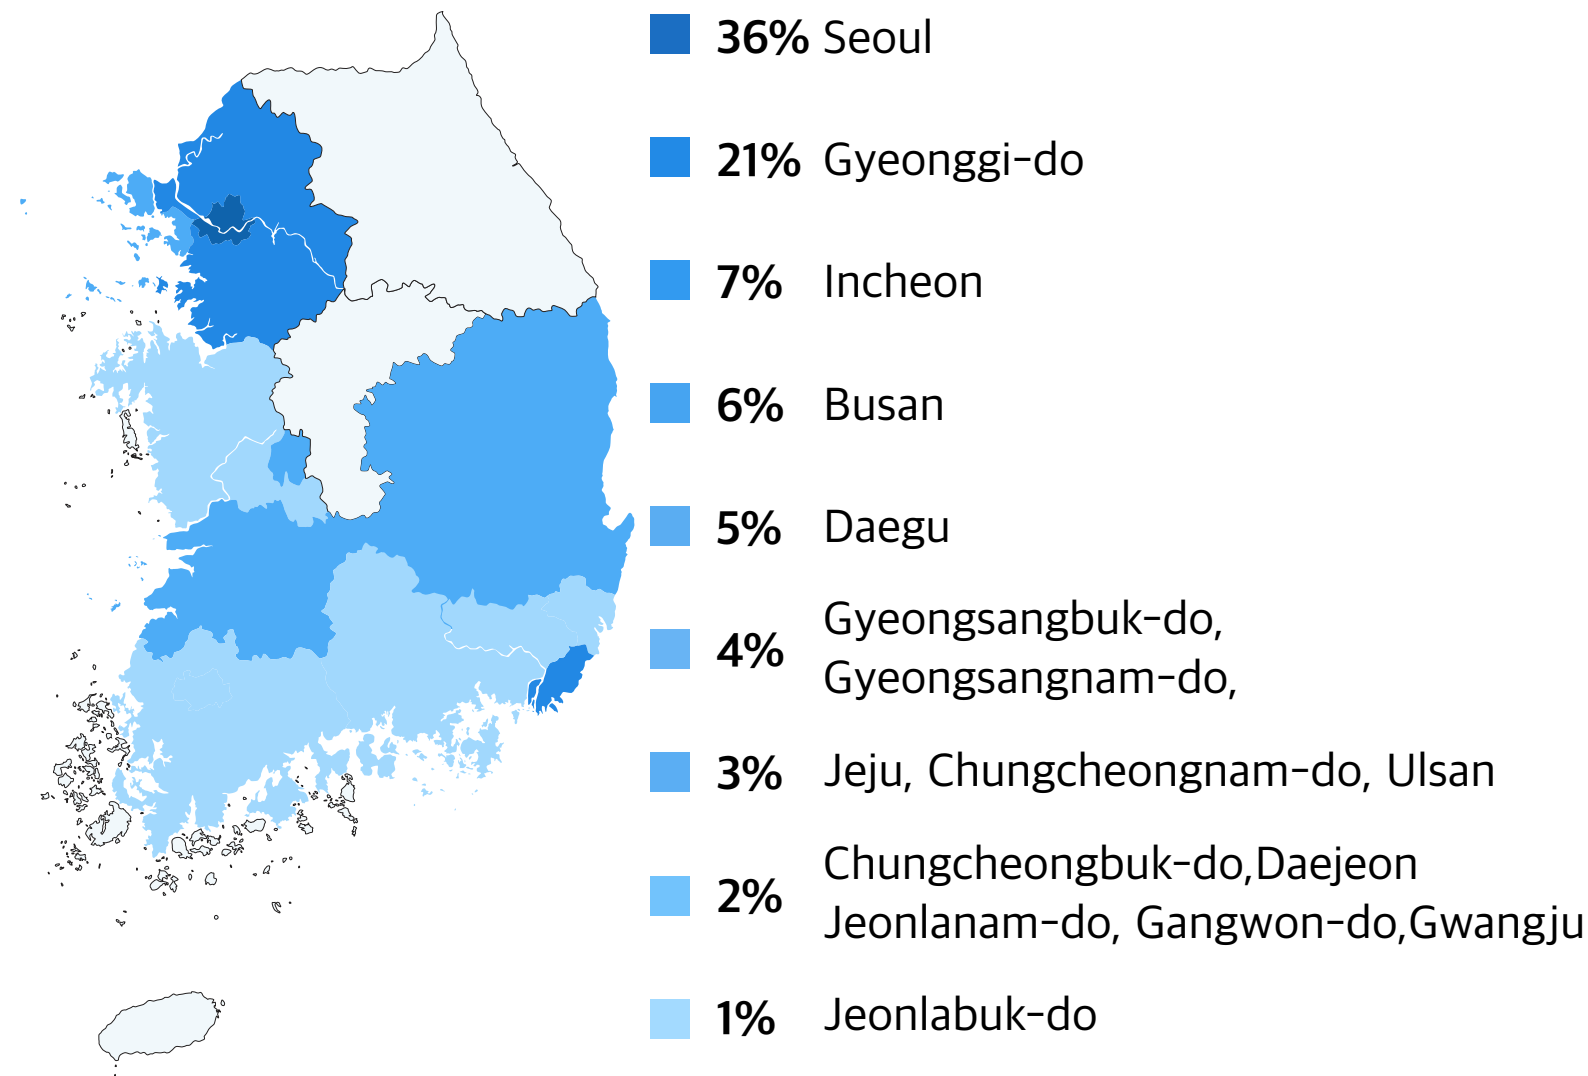 36% Seoul
21% Gyeonggi-do
7% Incheon
6% Busan
5% Daegu
4% Gyeongsangbuk-do,
Gyeongsangnam-do,
3% Jeju, Chungcheongnam-do, Ulsan
2% Chungcheongbuk-do,Daejeon
Jeonlanam-do, Gangwon-do,Gwangju
1% Jeonlabuk-do